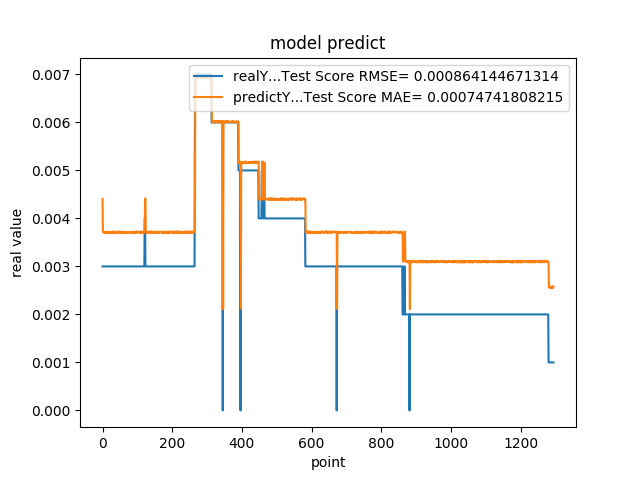 model predict
realY...Test Score RMSE= 0.000864144671314
predictY...Test Score MAE= 0.00074741808215
real value
0.007
0.006
0.005
0.004
0.003
0.002
0.001
0.000
0 200 400 600 800 1000 1200
point